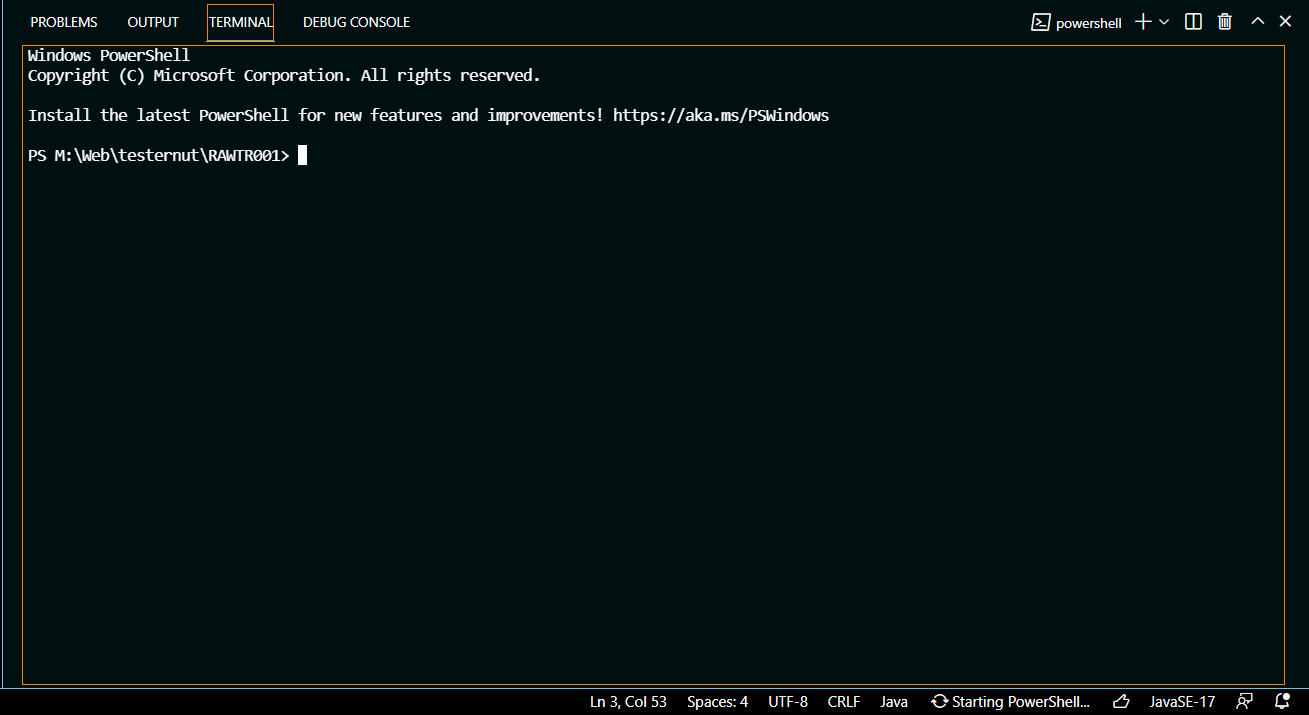 PROBLEMS OUTPUT TERMINAL DEBUG CONSOLE powershell
Windows PowerShell
Copyright (C) Microsoft Corporation. All rights reserved.
Install the latest PowerShell for new features and improvements! https://aka.ms/PSWindows
PS M:\Web\testernut\RAWTR001>
Ln 3, Col 53 Spaces: 4 UTF-8 CRLF Java Starting PowerShell... JavaSE-17